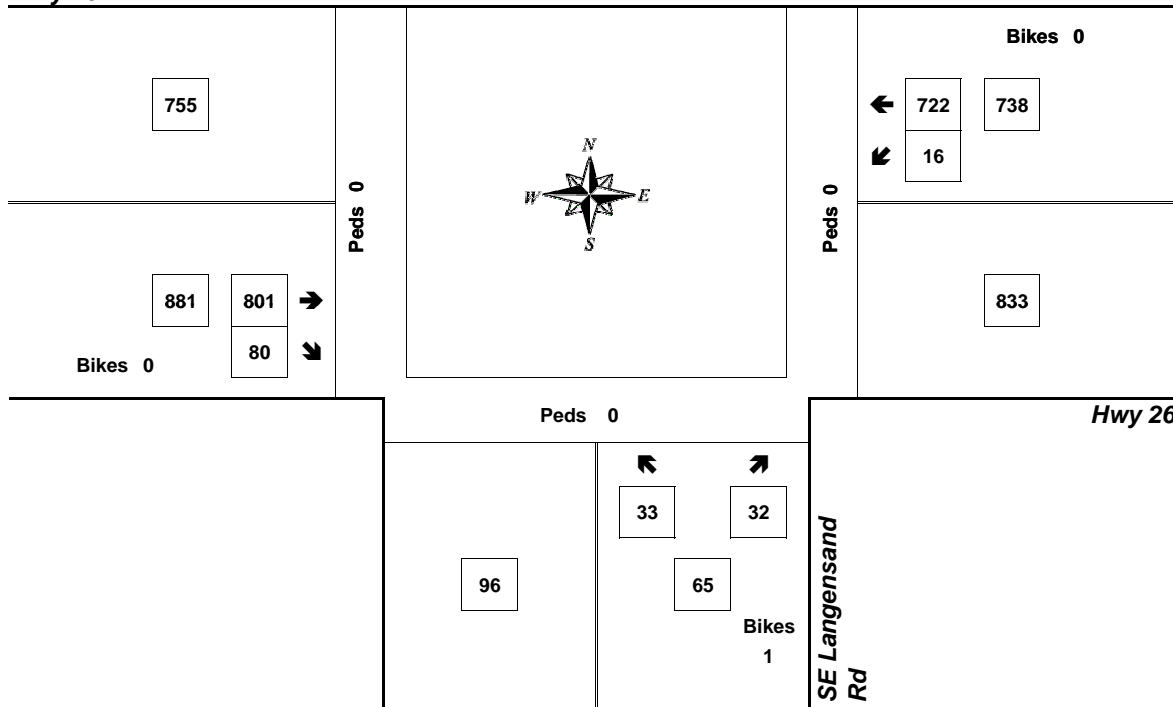 Bikes 0
755
722 738
16
N
W E
S
Peds 0
Peds 0
881 801
80
Bikes 0
833
Peds 0
Hwy 26
33 32
96
65
Bikes
1
SE Langensand
Rd